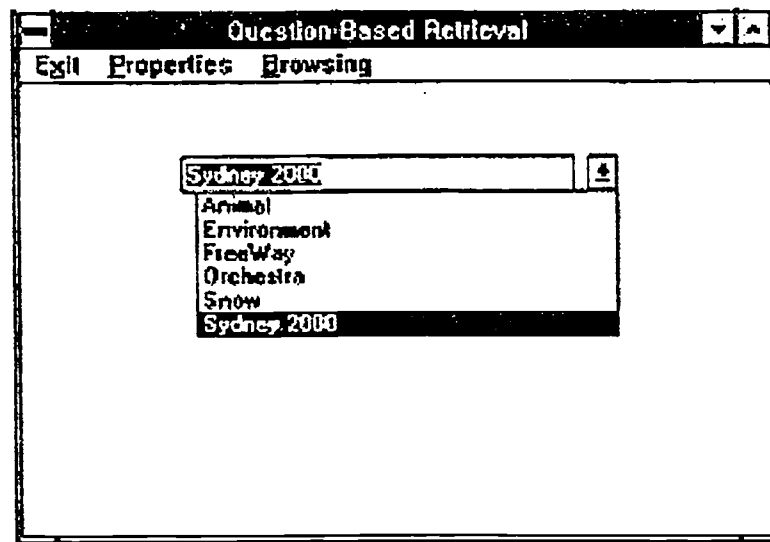 Question-Based Retrieval
Exit Properties Browsing
Sydney 2000
Animal
Environment
FreeWay
Orchestra
Snow
Sydney 2000